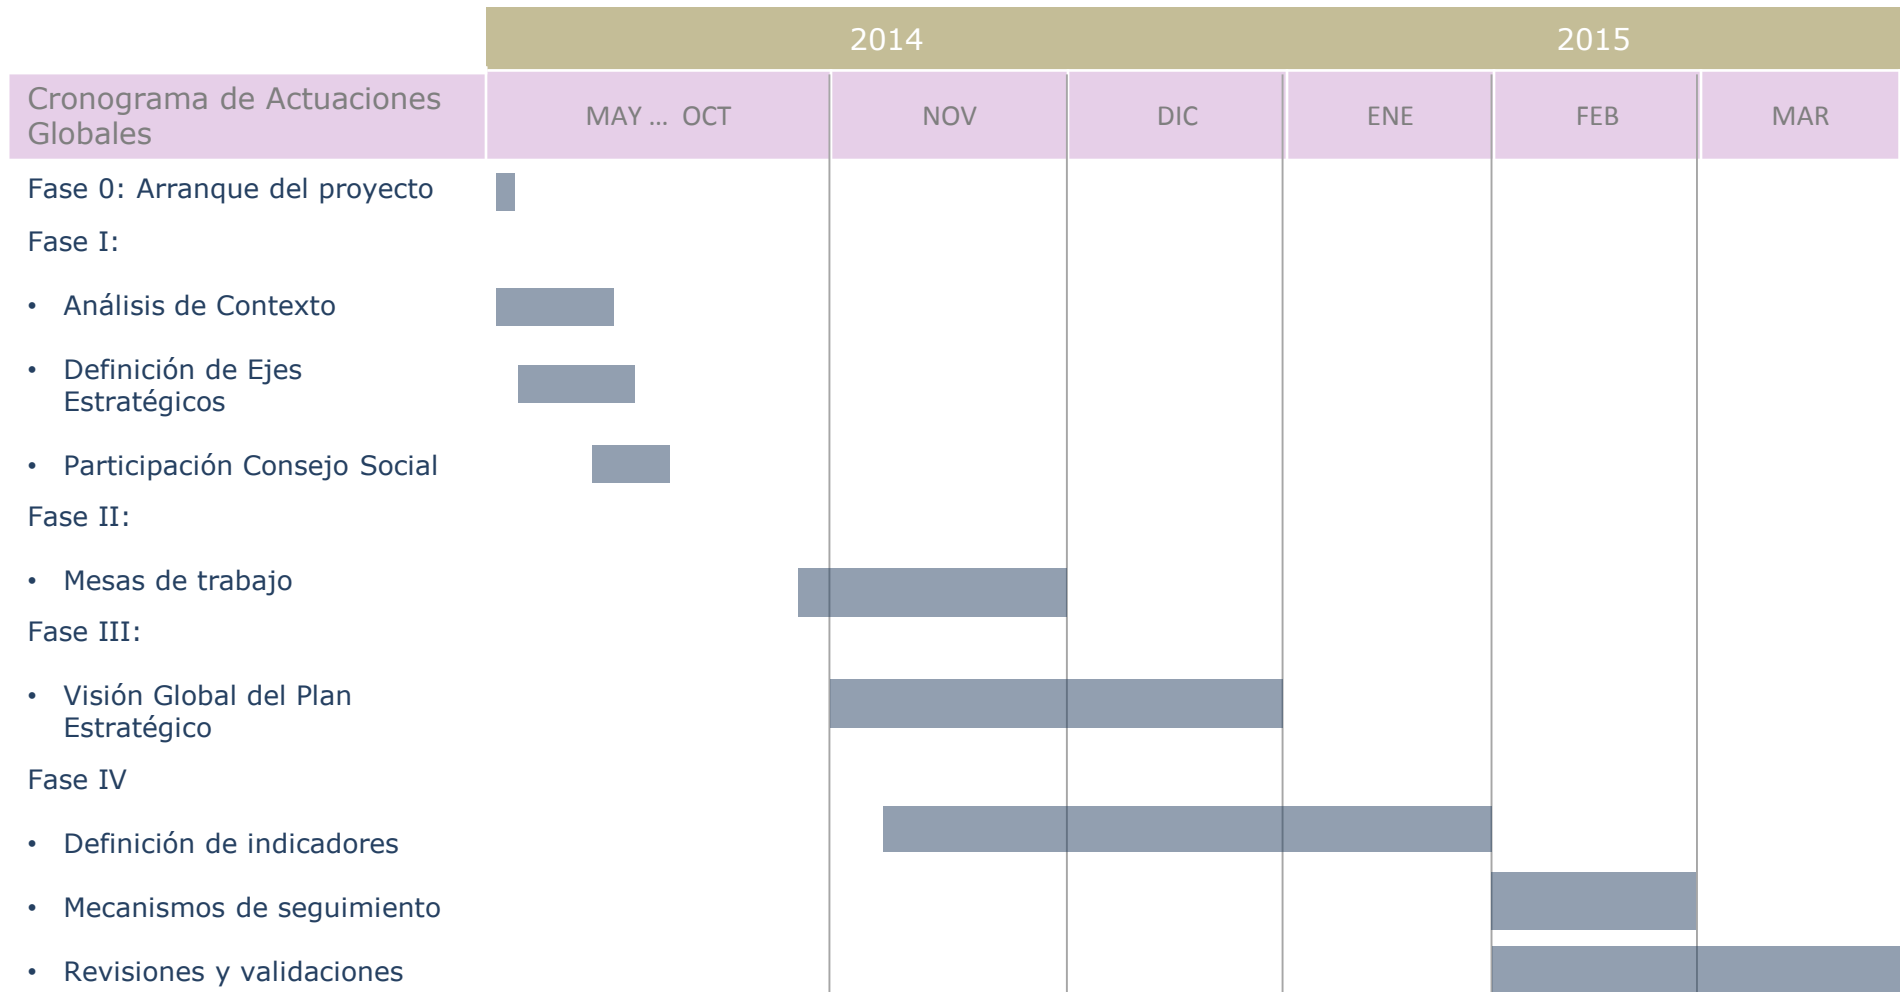 2014
2015
Cronograma de Actuaciones
Globales
MAY … OCT
NOV
DIC
ENE
FEB
MAR
Fase 0: Arranque del proyecto
Fase I:
• Análisis de Contexto
• Definición de Ejes
Estratégicos
• Participación Consejo Social
Fase II:
• Mesas de trabajo
Fase III:
• Visión Global del Plan
Estratégico
Fase IV
• Definición de indicadores
• Mecanismos de seguimiento
• Revisiones y validaciones